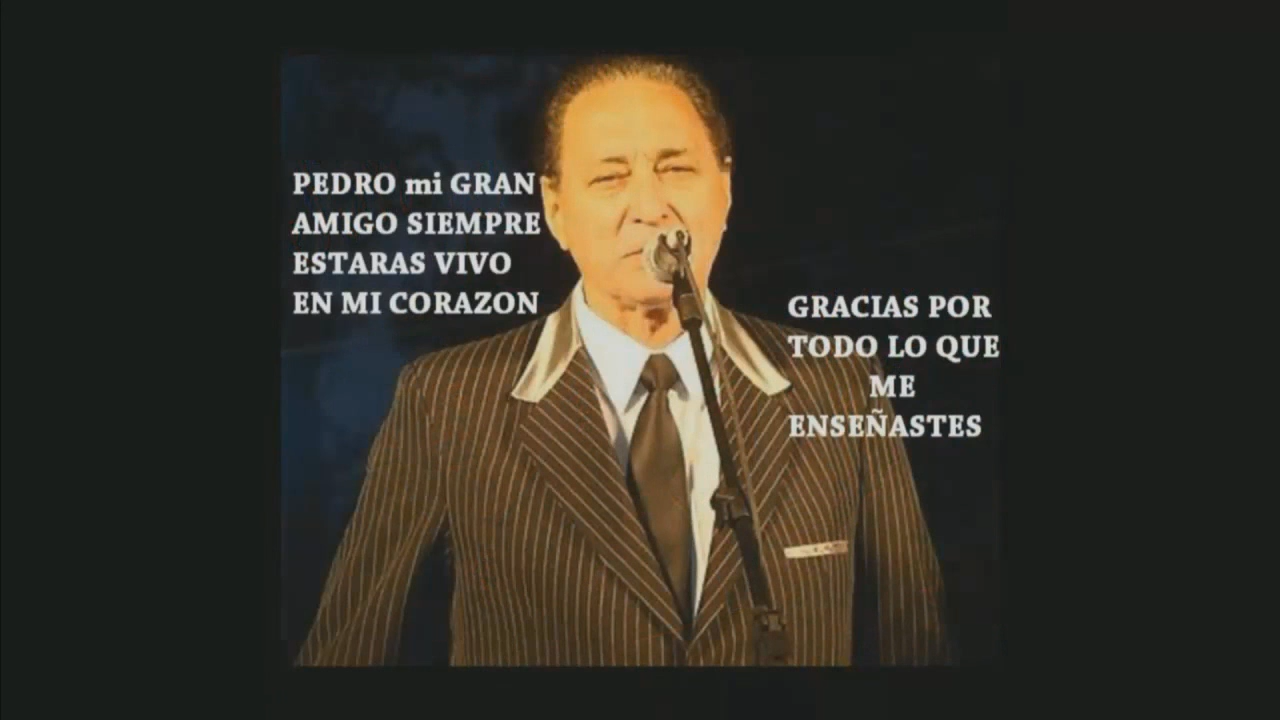 PEDRO mi GRAN
AMIGO SIEMPRE
ESTARAS VIVO
EN MI CORAZON
GRACIAS POR
TODO LO QUE
ME
ENSEÑASTES